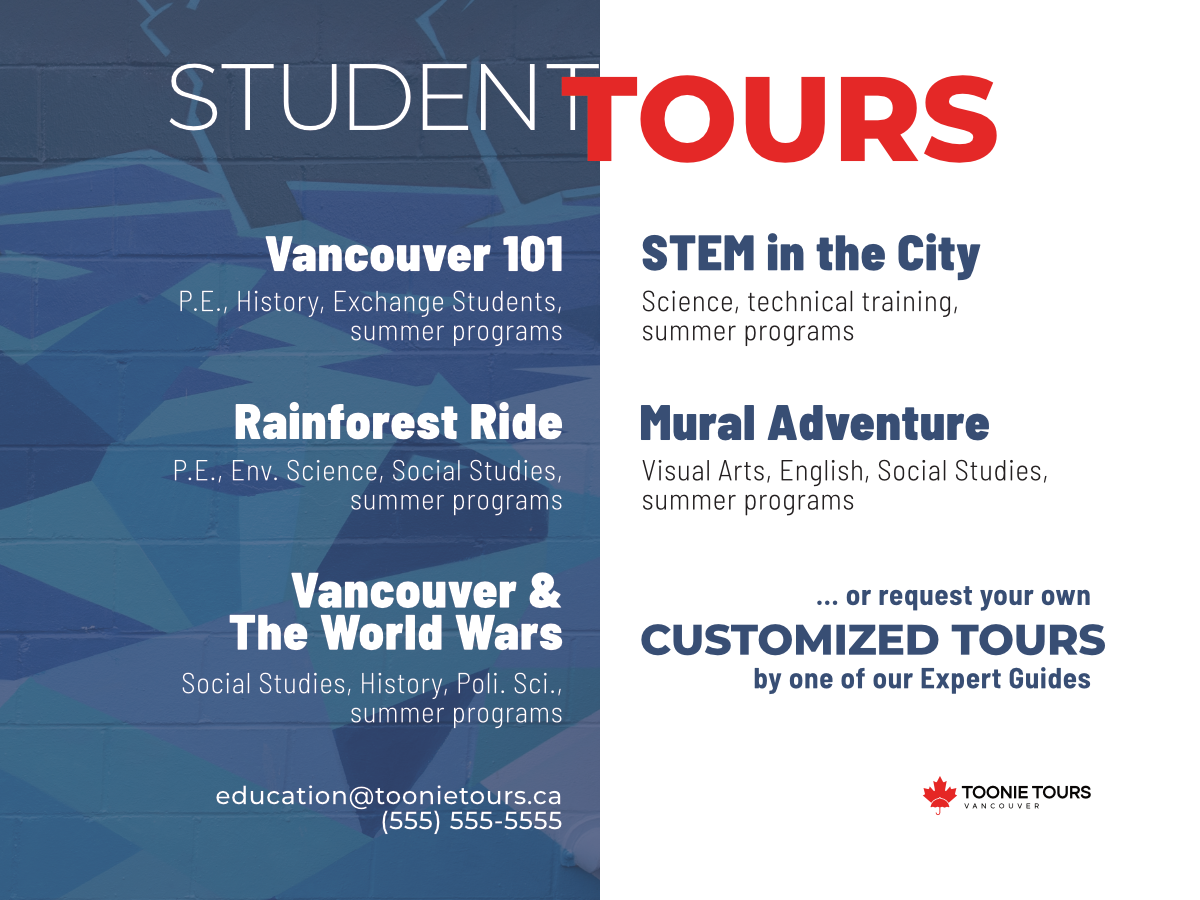 STUDENT TOURS
Vancouver 101
P.E., History, Exchange Students,
summer programs
Rainforest Ride
P.E., Env. Science, Social Studies,
summer programs
Vancouver &
The World Wars
Social Studies, History, Poli. Sci.,
summer programs
education@toonietours.ca
(555) 555-5555
STEM in the City
Science, technical training,
summer programs
Mural Adventure
Visual Arts, English, Social Studies,
summer programs
... or request your own
CUSTOMIZED TOURS
by one of our Expert Guides
TOONIE TOURS
VANCOUVER